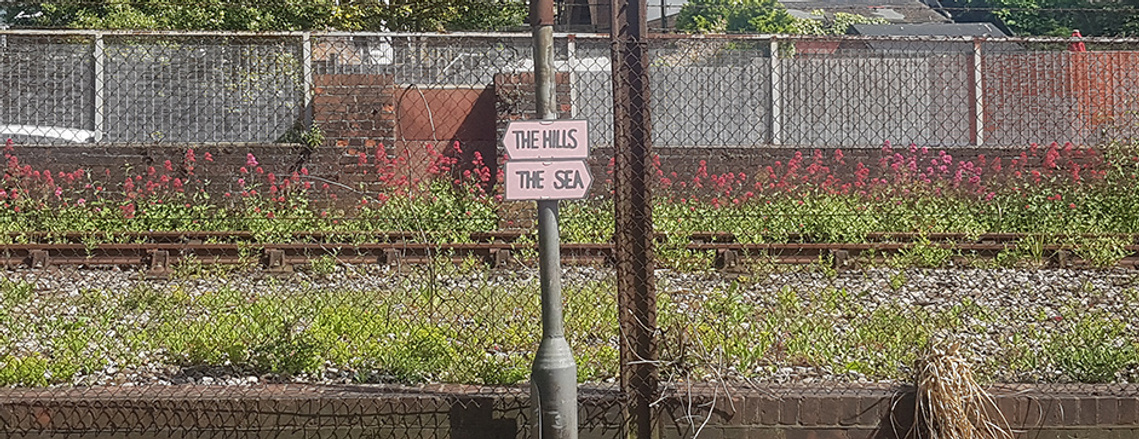 THE HILLS
THE SEA